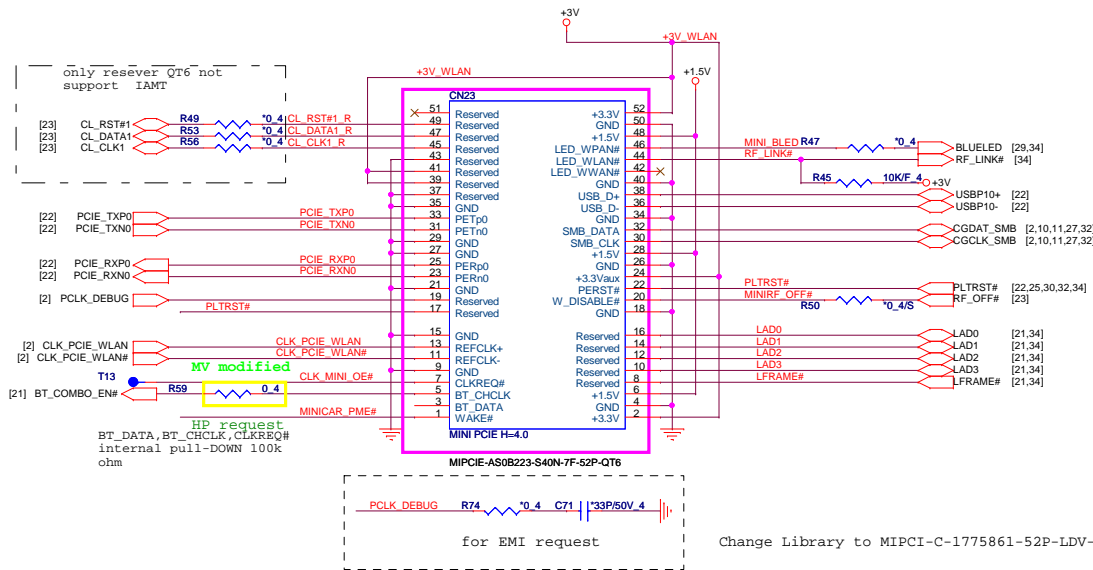 +3V
+3V_WLAN
+3V_WLAN
+1.5V
only resever QT6 not
support IAMT
CN23
[23] CL_RST#1 R49 *0_4 CL_RST#1_R
[23] CL_DATA1 R53 *0_4 CL_DATA1_R
[23] CL_CLK1 R56 *0_4 CL_CLK1_R
51 Reserved +3.3V 52
49 Reserved GND 50
47 Reserved +1.5V 48
45 Reserved LED_WPAN# 46 MINI_BLED R47 *0_4 BLUELED [29,34]
43 Reserved LED_WLAN# 44 RF_LINK# RF_LINK# [34]
41 Reserved LED_WWAN# 42
39 Reserved GND 40 R45 10K/F_4 +3V
37 Reserved USB_D+ 38 USBP10+ [22]
35 GND USB_D- 36 USBP10- [22]
[22] PCIE_TXP0 PCIE_TXP0 33 PETp0 GND 34
[22] PCIE_TXN0 PCIE_TXN0 31 PETn0 SMB_DATA 32 CGDAT_SMB [2,10,11,27,32]
29 GND SMB_CLK 30 CGCLK_SMB [2,10,11,27,32]
27 GND +1.5V 28
[22] PCIE_RXP0 PCIE_RXP0 25 PERp0 GND 26
[22] PCIE_RXN0 PCIE_RXN0 23 PERn0 +3.3Vaux 24
21 GND PERST# 22 PLTRST# PLTRST# [22,25,30,32,34]
[2] PCLK_DEBUG 19 Reserved W_DISABLE# 20 MINIRF_OFF# R50 *0_4/S RF_OFF# [23]
PLTRST# 17 Reserved GND 18
15 GND Reserved 16 LAD0 LAD0 [21,34]
[2] CLK_PCIE_WLAN CLK_PCIE_WLAN 13 REFCLK+ Reserved 14 LAD1 LAD1 [21,34]
[2] CLK_PCIE_WLAN# CLK_PCIE_WLAN# 11 REFCLK- Reserved 12 LAD2 LAD2 [21,34]
MV modified
9 GND Reserved 10 LAD3 LAD3 [21,34]
T13 CLK_MINI_OE# 7 CLKREQ# Reserved 8 LFRAME# LFRAME# [21,34]
[21] BT_COMBO_EN# R59 0_4 5 BT_CHCLK +1.5V 6
3 BT_DATA GND 4
MINICAR_PME# 1 WAKE# +3.3V 2
HP request
BT_DATA,BT_CHCLK,CLKREQ#
internal pull-DOWN 100k
ohm
MINI PCIE H=4.0
MIPCIE-AS0B223-S40N-7F-52P-QT6
PCLK_DEBUG R74 *0_4 C71 *33P/50V_4
for EMI request
Change Library to MIPCI-C-1775861-52P-LDV-